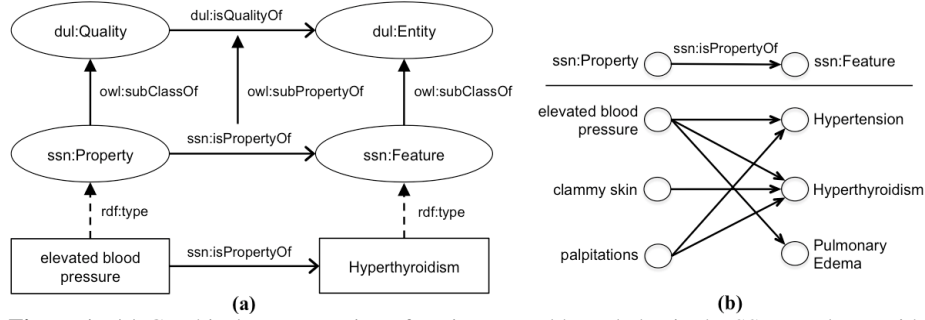 dul:isQualityOf
dul:Quality
dul:Entity
owl:subClassOf
owl:subPropertyOf
owl:subClassOf
ssn:isPropertyOf
ssn:Property
ssn:Feature
rdf:type
rdf:type
ssn:isPropertyOf
elevated blood
pressure
Hyperthyroidism
(a)
ssn:isPropertyOf
ssn:Property
ssn:Feature
elevated blood
pressure
Hypertension
clammy skin
Hyperthyroidism
palpitations
Pulmonary
Edema
(b)